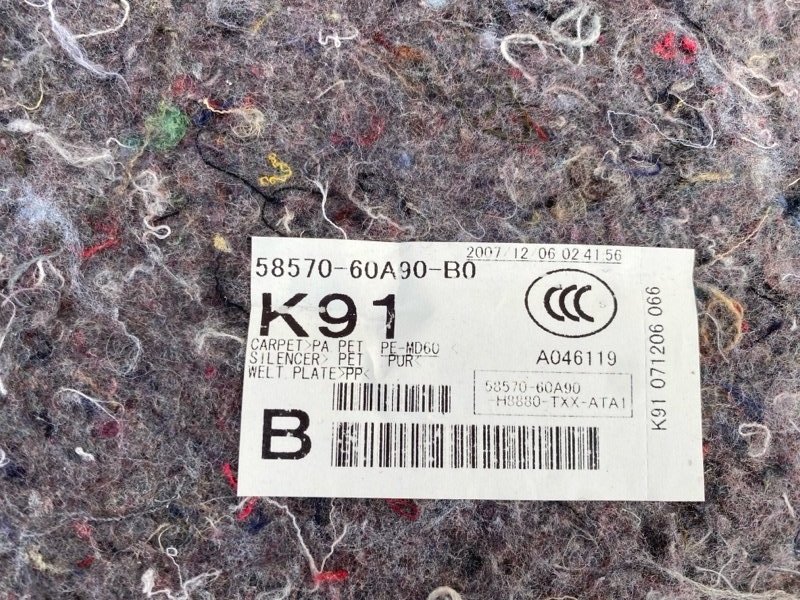 2007/12/06 02:41:56
58570-60A90-B0
K91
CCC
S
CARPET>PA PET PE-MD60<
SILENCER> PET PUR<
WELT. PLATE>PP<
A046119
58570-60A90
-H8880-TXX-ATA1
B
K91 071206 066